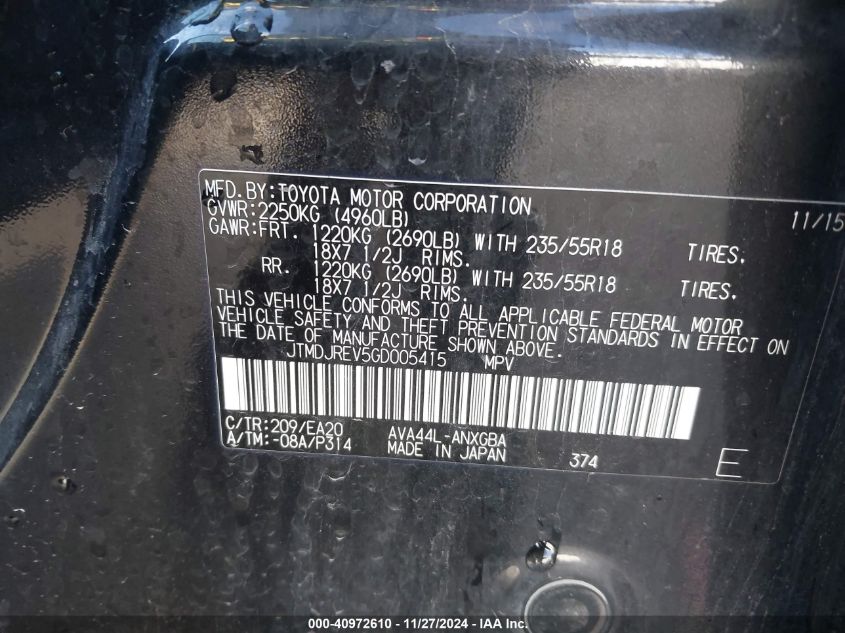 MFD. BY: TOYOTA MOTOR CORPORATION 11/15
GVWR: 2250KG (4960LB)
GAWR: FRT. 1220KG (2690LB) WITH 235/55R18 TIRES.
18X7 1/2J RIMS.
RR. 1220KG (2690LB) WITH 235/55R18 TIRES.
18X7 1/2J RIMS.
THIS VEHICLE CONFORMS TO ALL APPLICABLE FEDERAL MOTOR
VEHICLE SAFETY AND THEFT PREVENTION STANDARDS IN EFFECT ON
THE DATE OF MANUFACTURE SHOWN ABOVE.
JTMDJREV5GD005415 MPV
C/TR: 209/EA20 AVA44L-ANXGBA
A/TM: -08A/P314 MADE IN JAPAN 374 E
000-40972610 - 11/27/2024 - IAA Inc.